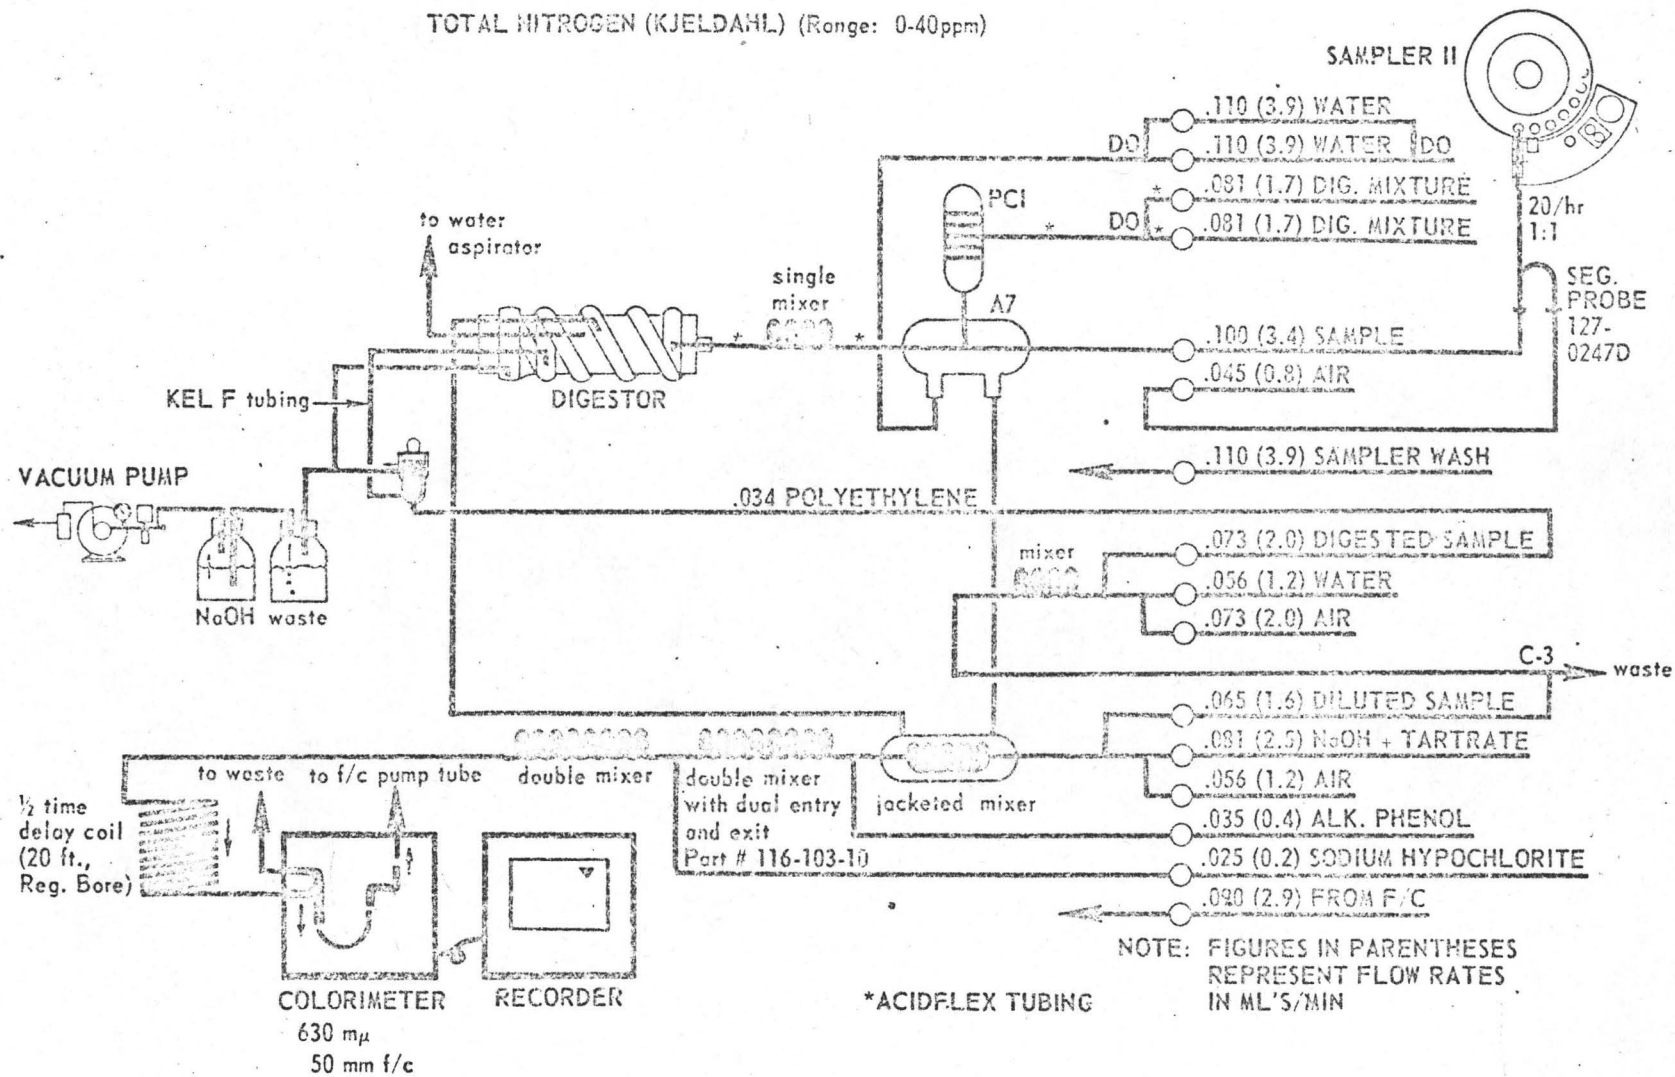 TOTAL NITROGEN (KJELDAHL) (Range: 0-40ppm)
SAMPLER II
.110 (3.9) WATER
DO
.110 (3.9) WATER
DO
.081 (1.7) DIG. MIXTURE
*
PC1
20/hr
1:1
DO
*
.081 (1.7) DIG. MIXTURE
*
to water
aspirator
single
mixer
A7
SEG.
PROBE
127-
0247D
*
*
.100 (3.4) SAMPLE
.045 (0.8) AIR
KEL F tubing
DIGESTOR
.110 (3.9) SAMPLER WASH
VACUUM PUMP
.034 POLYETHYLENE
mixer
.073 (2.0) DIGESTED SAMPLE
.056 (1.2) WATER
NaOH waste
.073 (2.0) AIR
C-3
waste
.065 (1.6) DILUTED SAMPLE
.081 (2.5) NaOH + TARTRATE
to waste
to f/c pump tube
double mixer
double mixer
with dual entry
and exit
Part # 116-103-10
jacketed mixer
.056 (1.2) AIR
½ time
delay coil
(20 ft.,
Reg. Bore)
.035 (0.4) ALK. PHENOL
.025 (0.2) SODIUM HYPOCHLORITE
.090 (2.9) FROM F/C
NOTE: FIGURES IN PARENTHESES
REPRESENT FLOW RATES
IN ML'S/MIN
COLORIMETER
630 mµ
50 mm f/c
RECORDER
*ACIDFLEX TUBING